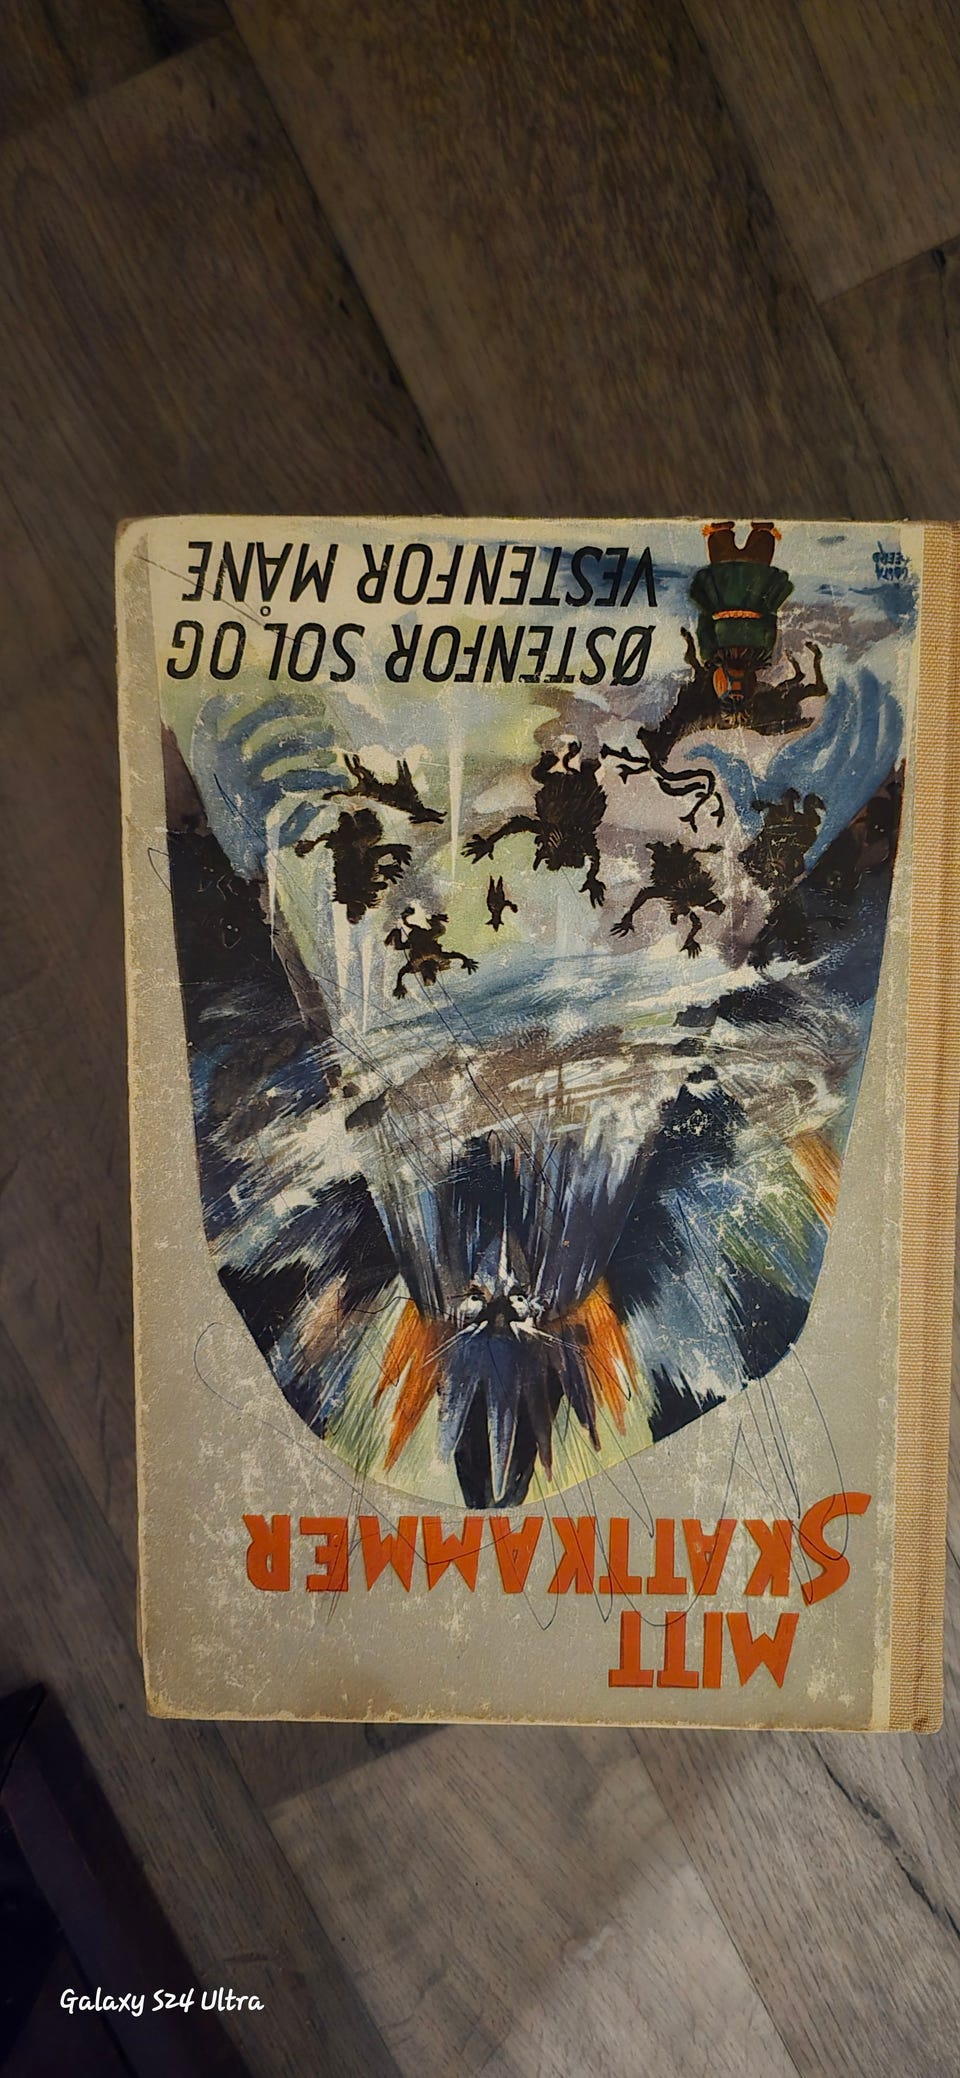 MITT
SKATTKAMMER
ØSTENFOR SOL OG
VESTENFOR MÅNE
Galaxy S24 Ultra